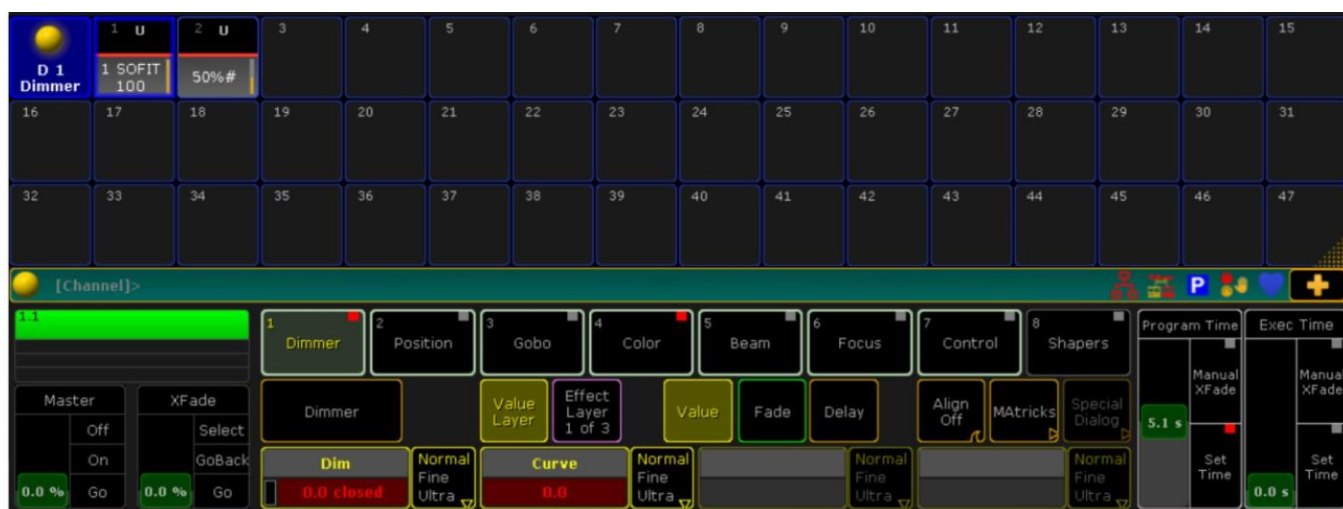 1 U 2 U 3 4 5 6 7 8 9 10 11 12 13 14 15
D 1
Dimmer
1 SOFIT
100
50%#
16 17 18 19 20 21 22 23 24 25 26 27 28 29 30 31
32 33 34 35 36 37 38 39 40 41 42 43 44 45 46 47
[Channel]>
P
1.1
1 Dimmer
2 Position
3 Gobo
4 Color
5 Beam
6 Focus
7 Control
8 Shapers
Program Time
Exec Time
Manual
XFade
Manual
XFade
Master
XFade
Off
Select
On
GoBack
0.0 %
Go
0.0 %
Go
Dimmer
Value
Layer
Effect
Layer
1 of 3
Value
Fade
Delay
Align
Off
MAtricks
Special
Dialog
5.1 s
Set
Time
0.0 s
Set
Time
Dim
0.0 closed
Normal
Fine
Ultra
Curve
0.0
Normal
Fine
Ultra
Normal
Fine
Ultra
Normal
Fine
Ultra